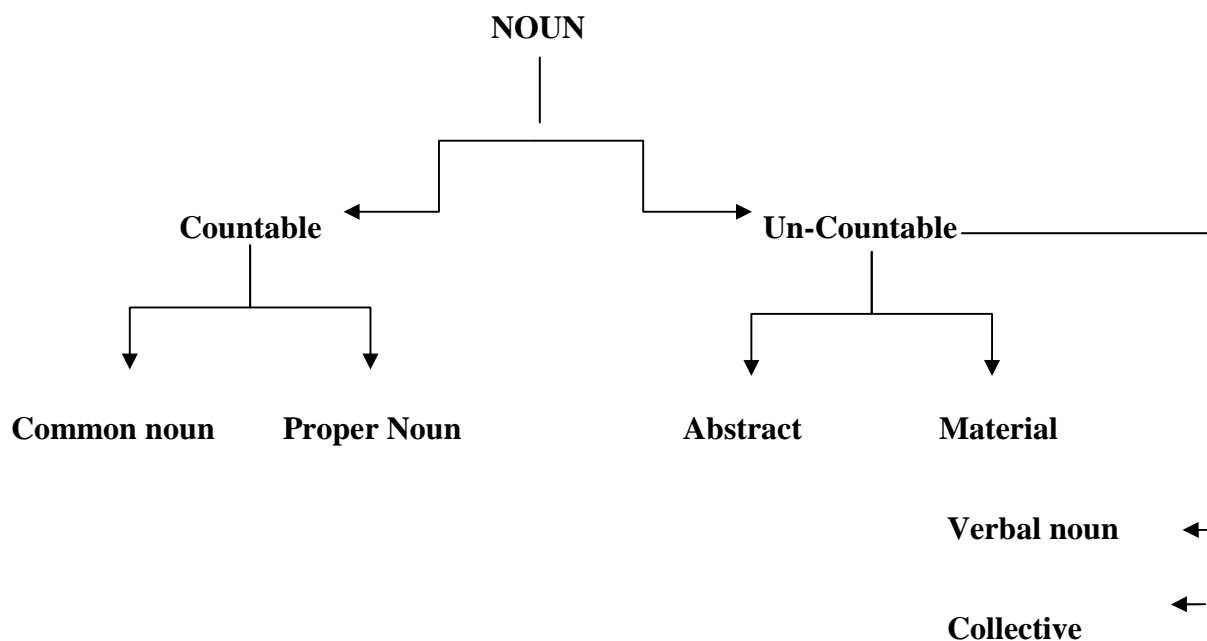 NOUN
Countable
Un-Countable
Common noun
Proper Noun
Abstract
Material
Verbal noun
Collective